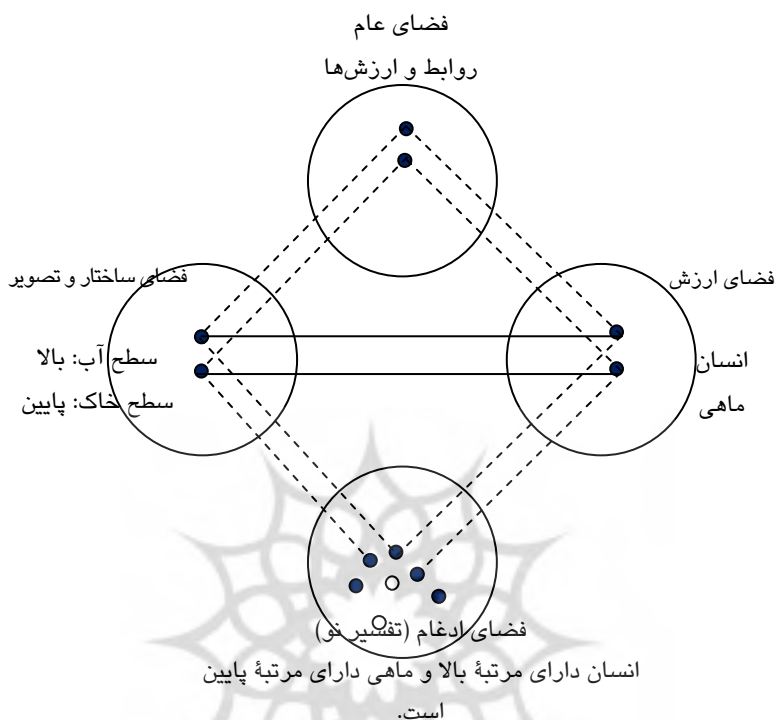 فضای عام
روابط و ارزش‌ها
فضای ارزش
فضای ساختار و تصویر
انسان
سطح آب: بالا
ماهی
سطح خاک: پایین
فضای ادغام (تفسیر نو)
انسان دارای مرتبهٔ بالا و ماهی دارای مرتبهٔ پایین
است.